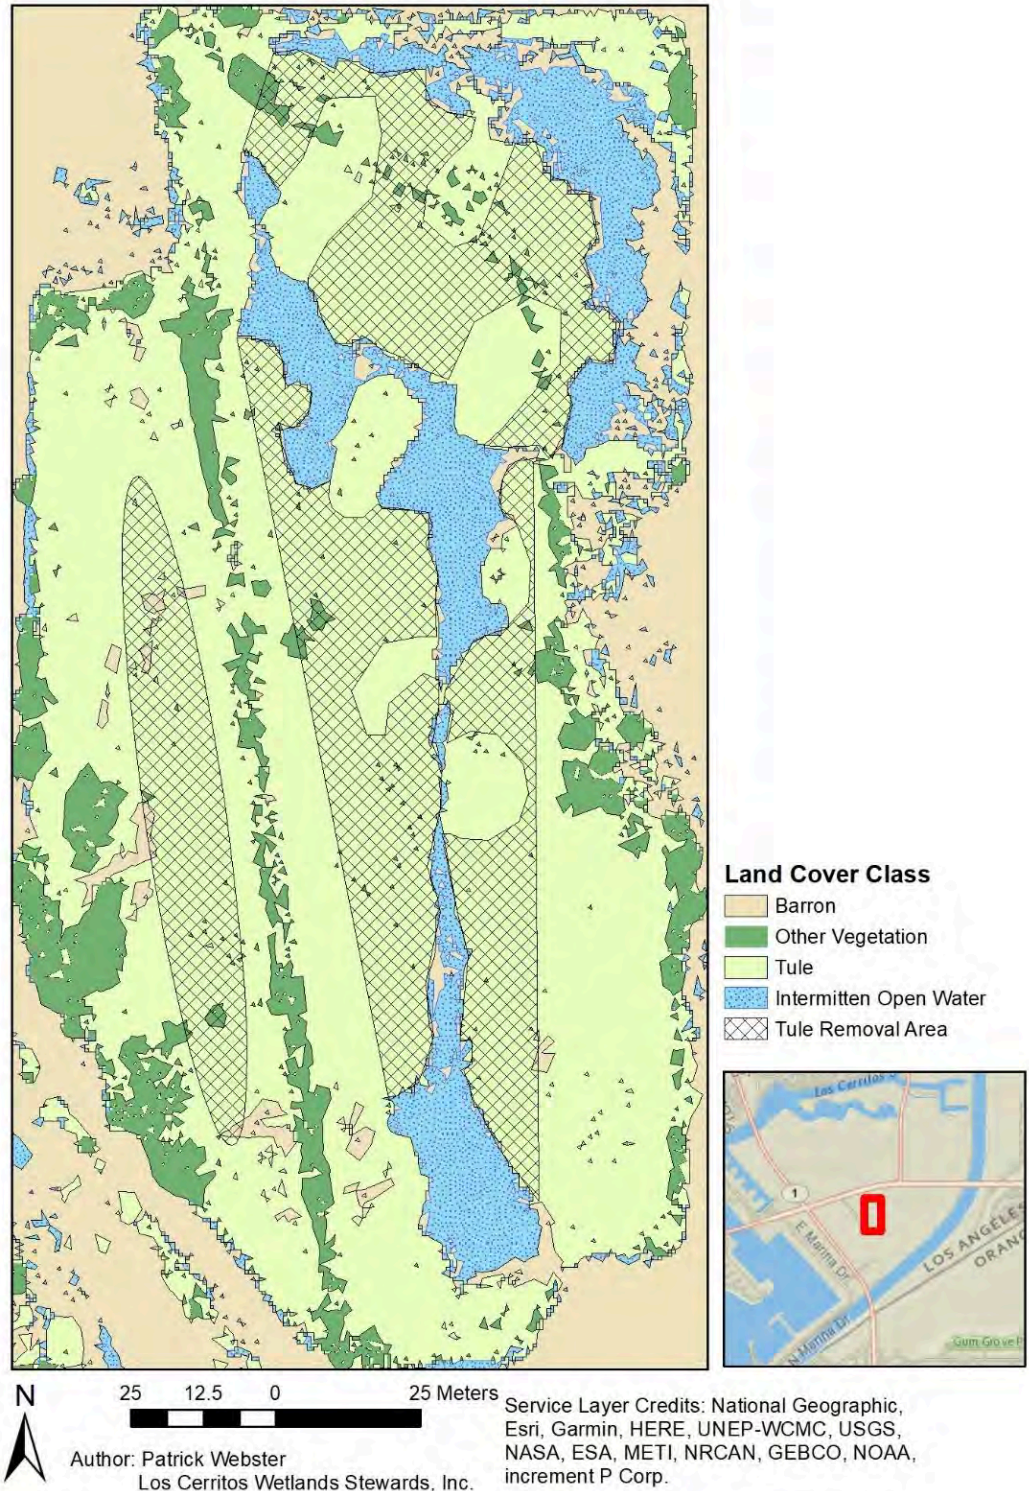 Land Cover Class
Barron
Other Vegetation
Tule
Intermitten Open Water
Tule Removal Area
Los Cerritos
1
E Marina Dr
LOS ANGELES
ORANG
N Marina Dr
Gum Grove P
N
25 12.5 0 25 Meters
Service Layer Credits: National Geographic,
Esri, Garmin, HERE, UNEP-WCMC, USGS,
NASA, ESA, METI, NRCAN, GEBCO, NOAA,
increment P Corp.
Author: Patrick Webster
Los Cerritos Wetlands Stewards, Inc.